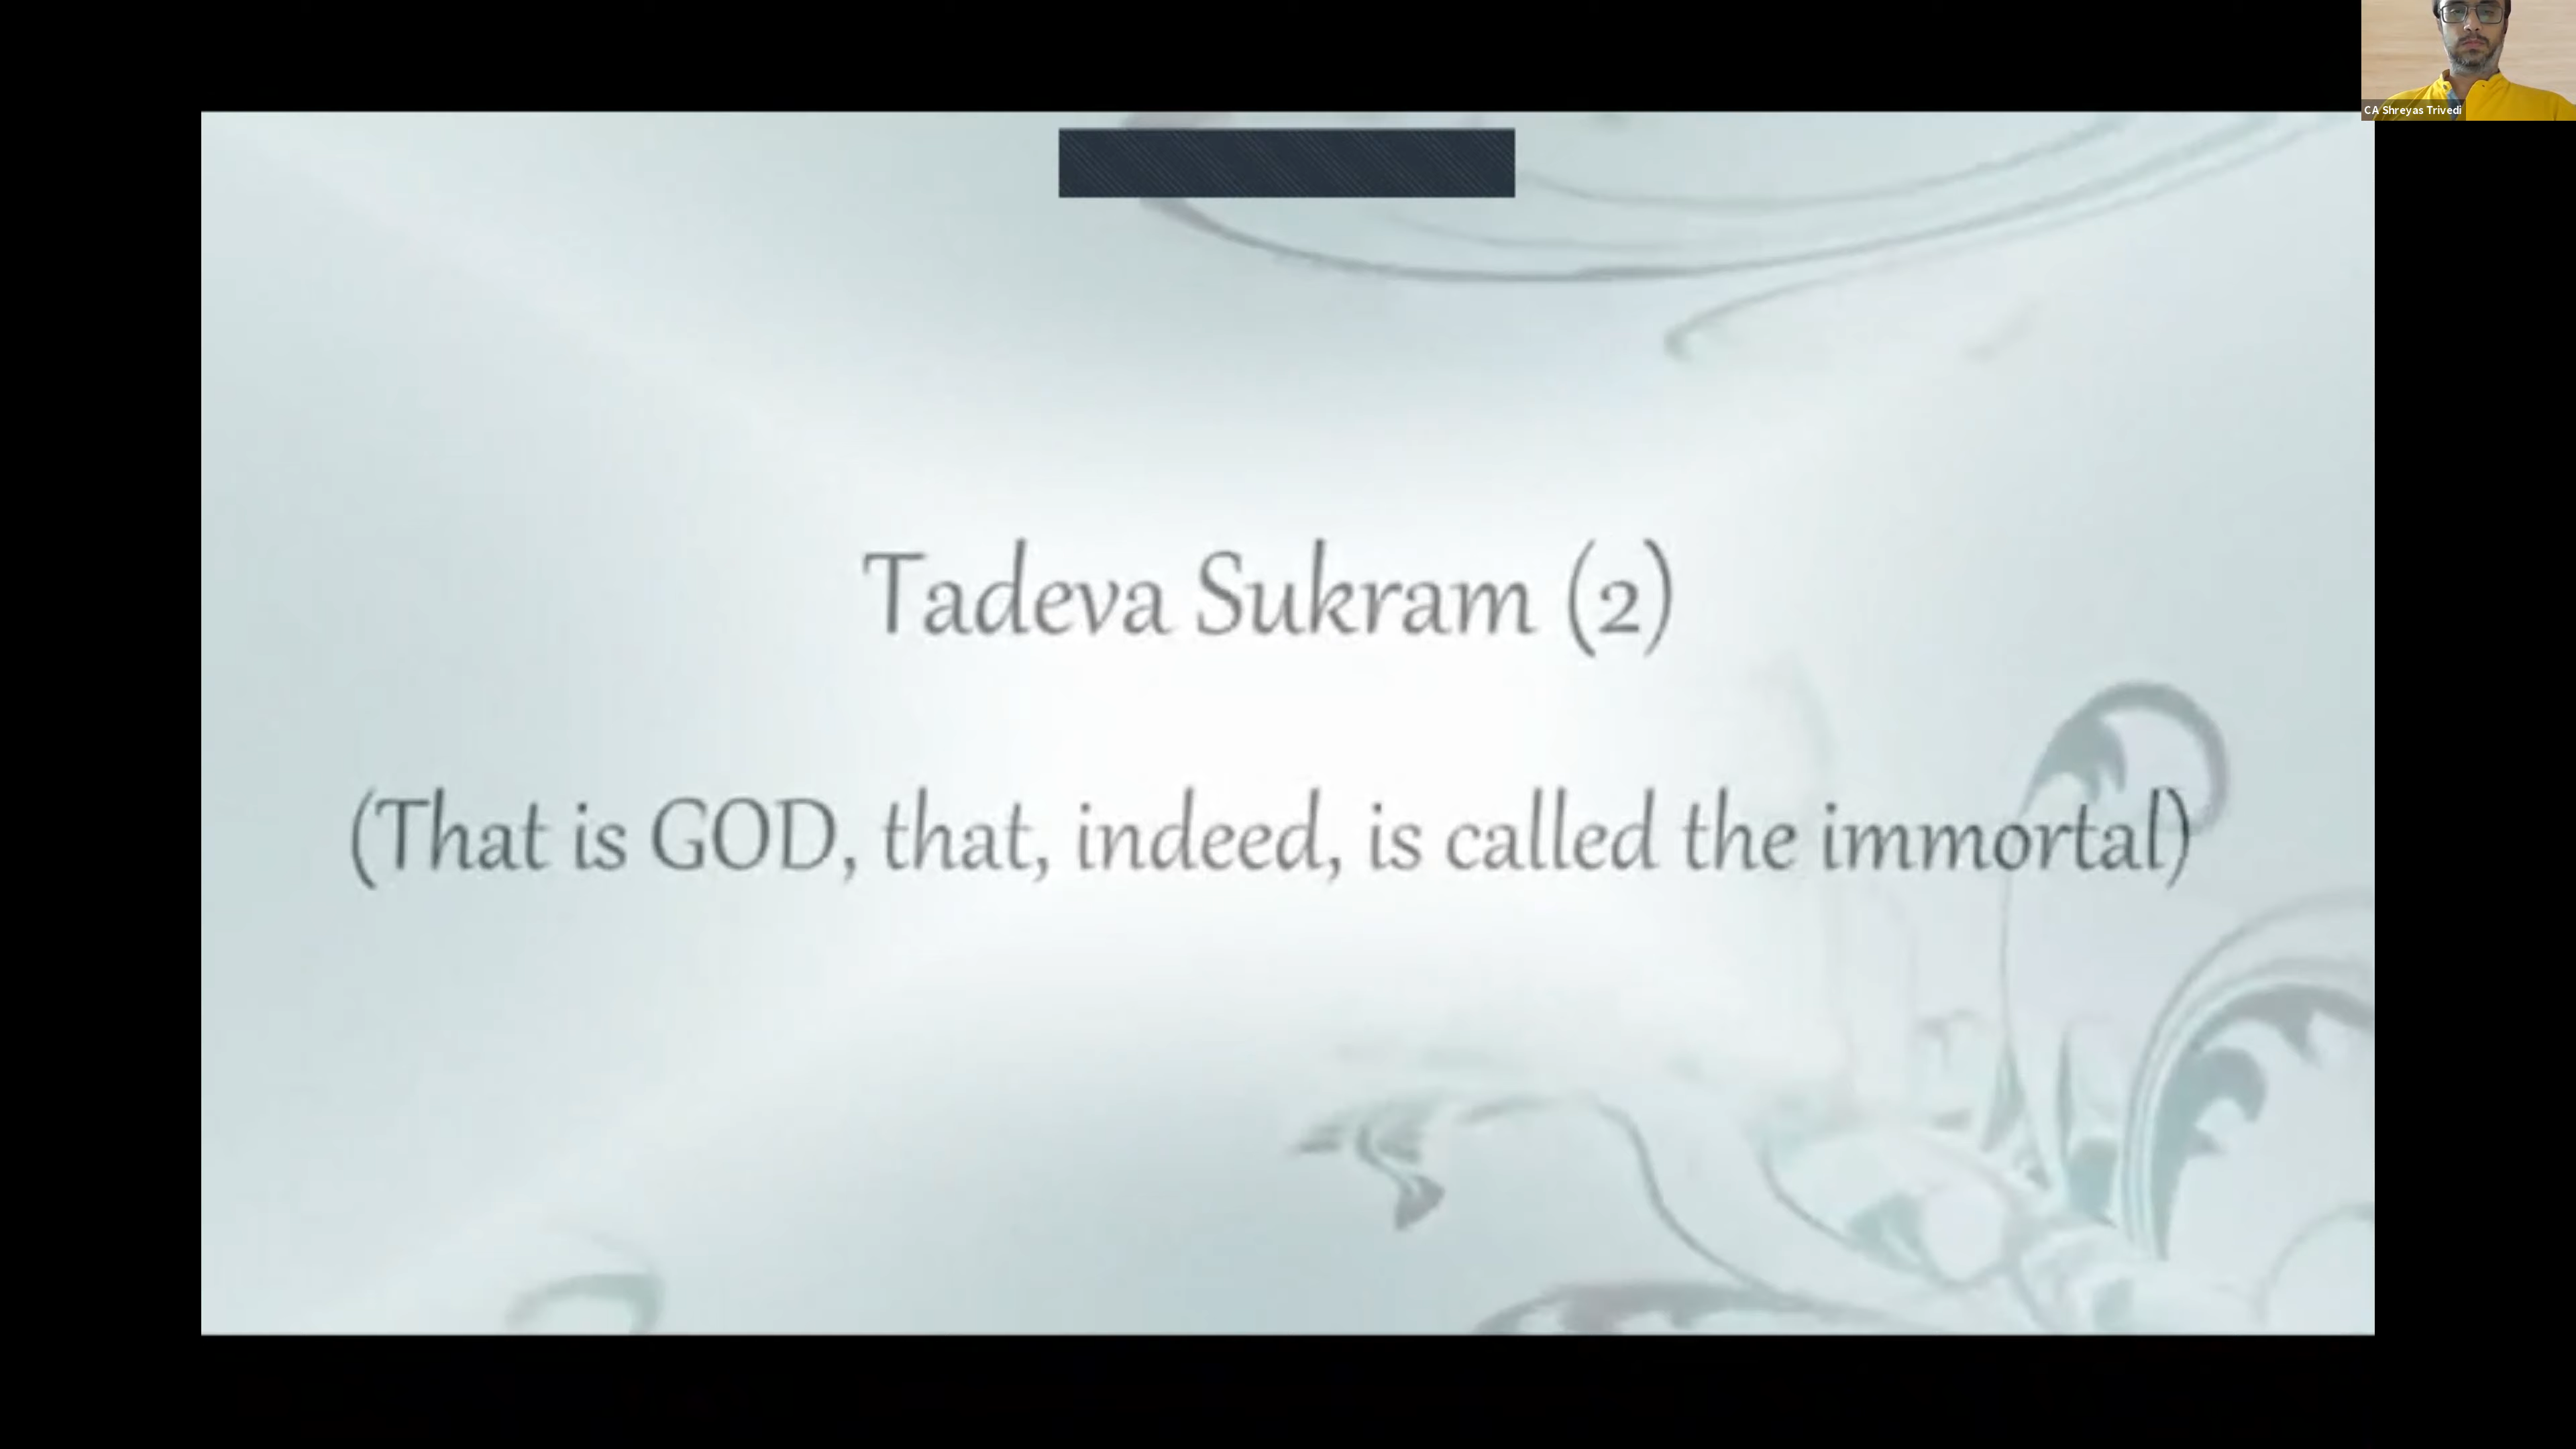 CA Shreyas Trivedi
Tadeva Sukram (2)
(That is GOD, that, indeed, is called the immortal)